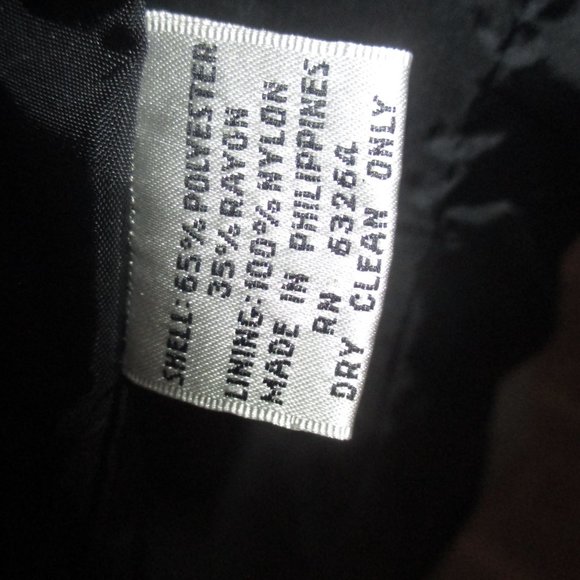 SHELL: 65% POLYESTER
35% RAYON
LINING: 100% NYLON
MADE IN PHILIPPINES
RN 63264
DRY CLEAN ONLY